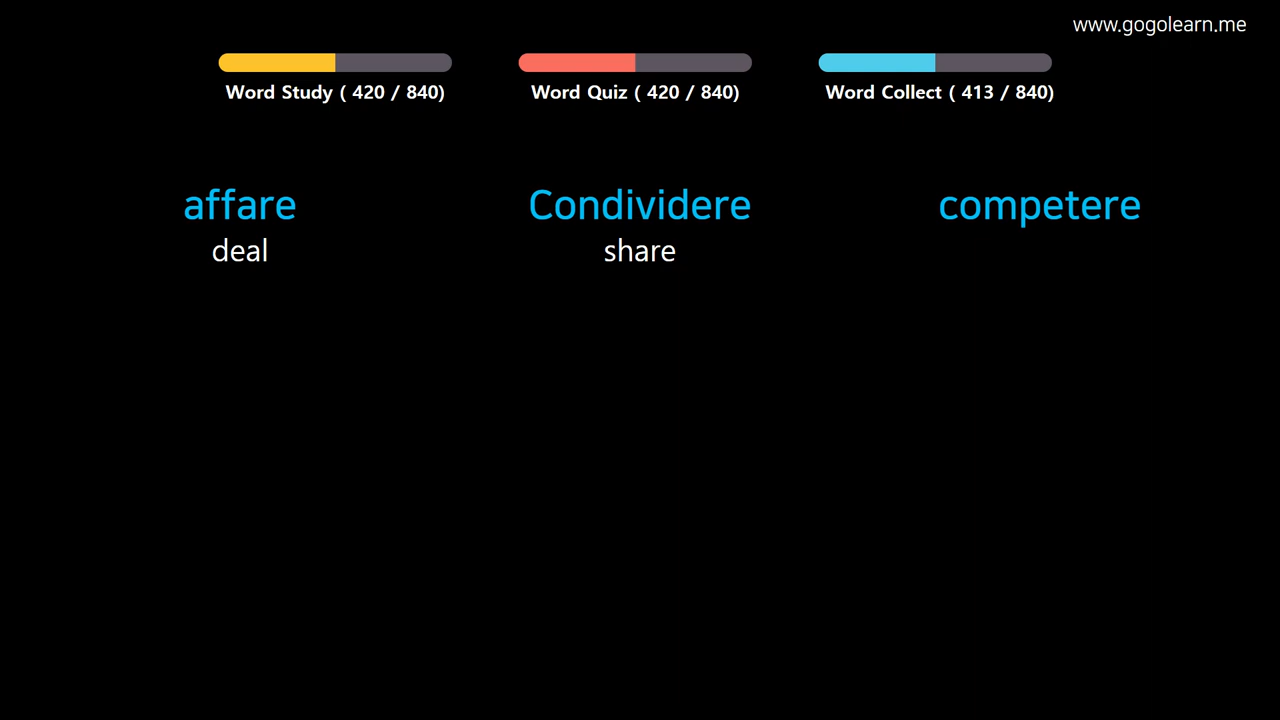 www.gogolearn.me
Word Study ( 420 / 840)
Word Quiz ( 420 / 840)
Word Collect ( 413 / 840)
affare
deal
Condividere
share
competere